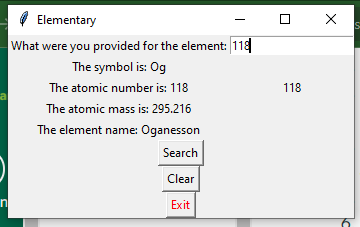 Elementary
What were you provided for the element: 118
The symbol is: Og
The atomic number is: 118 118
The atomic mass is: 295.216
The element name: Oganesson
Search
Clear
Exit